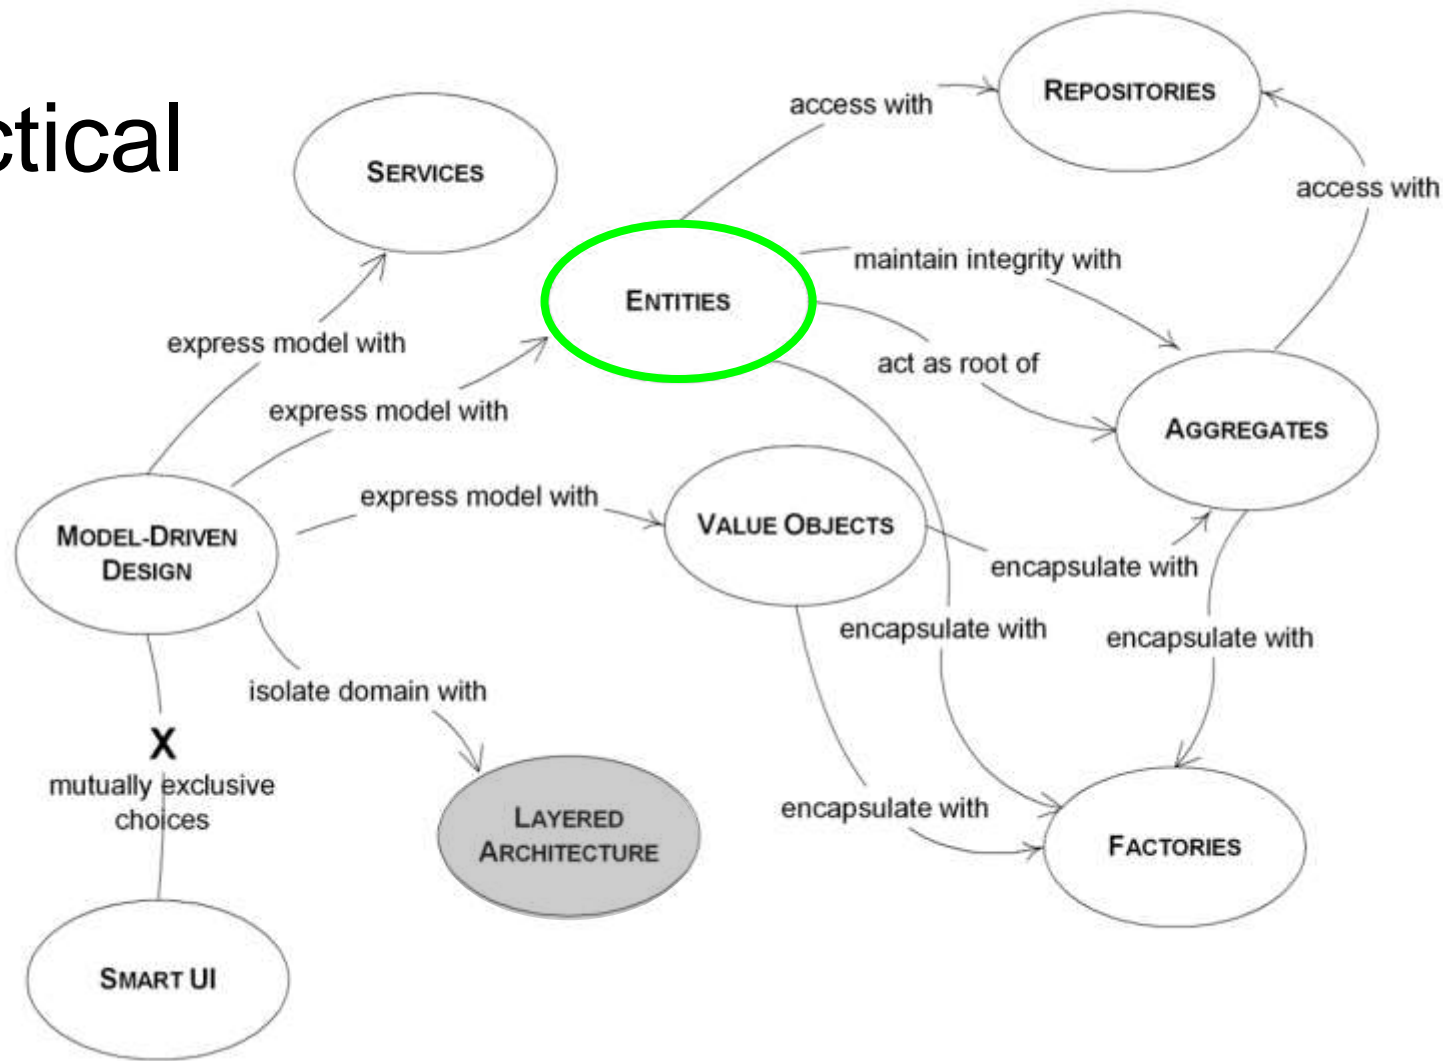 ctical
REPOSITORIES
access with
SERVICES
access with
maintain integrity with
ENTITIES
express model with
act as root of
express model with
AGGREGATES
express model with
VALUE OBJECTS
MODEL-DRIVEN
DESIGN
encapsulate with
encapsulate with
encapsulate with
isolate domain with
X
mutually exclusive
choices
encapsulate with
LAYERED
ARCHITECTURE
FACTORIES
SMART UI